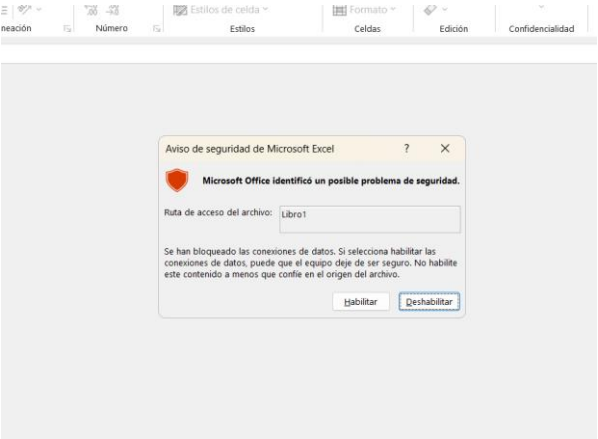 Estilos de celda
Formato
neación
Número
Estilos
Celdas
Edición
Confidencialidad
Aviso de seguridad de Microsoft Excel
Microsoft Office identificó un posible problema de seguridad.
Ruta de acceso del archivo: Libro1
Se han bloqueado las conexiones de datos. Si selecciona habilitar las
conexiones de datos, puede que el equipo deje de ser seguro. No habilite
este contenido a menos que confíe en el origen del archivo.
Habilitar Deshabilitar